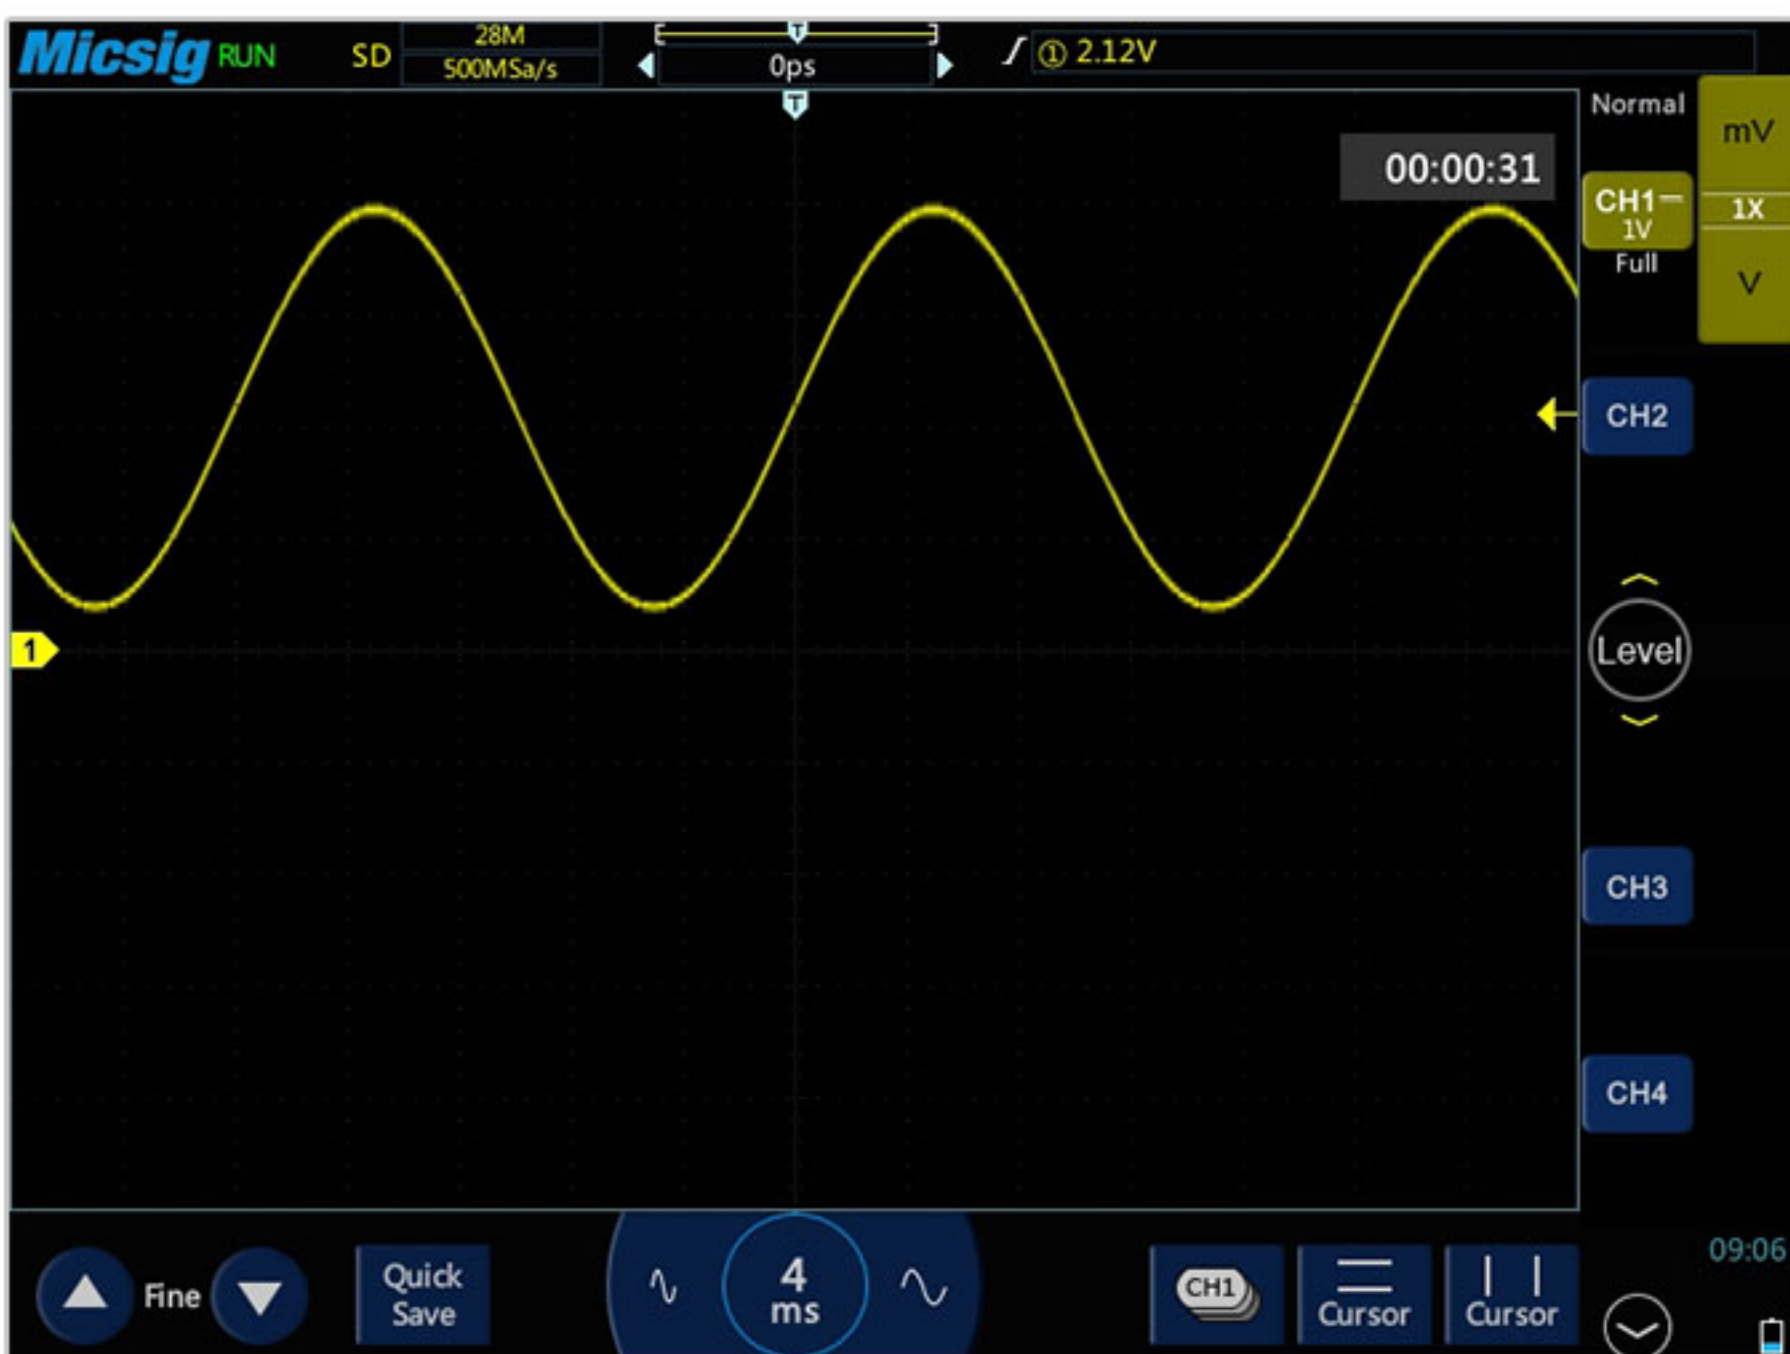 Micsig RUN SD 28M
500MSa/s
T
0ps
① 2.12V
T
00:00:31
Normal
mV
CH1
1V
Full
1X
V
CH2
1
Level
CH3
CH4
Fine
Quick
Save
4
ms
CH1
Cursor
Cursor
09:06